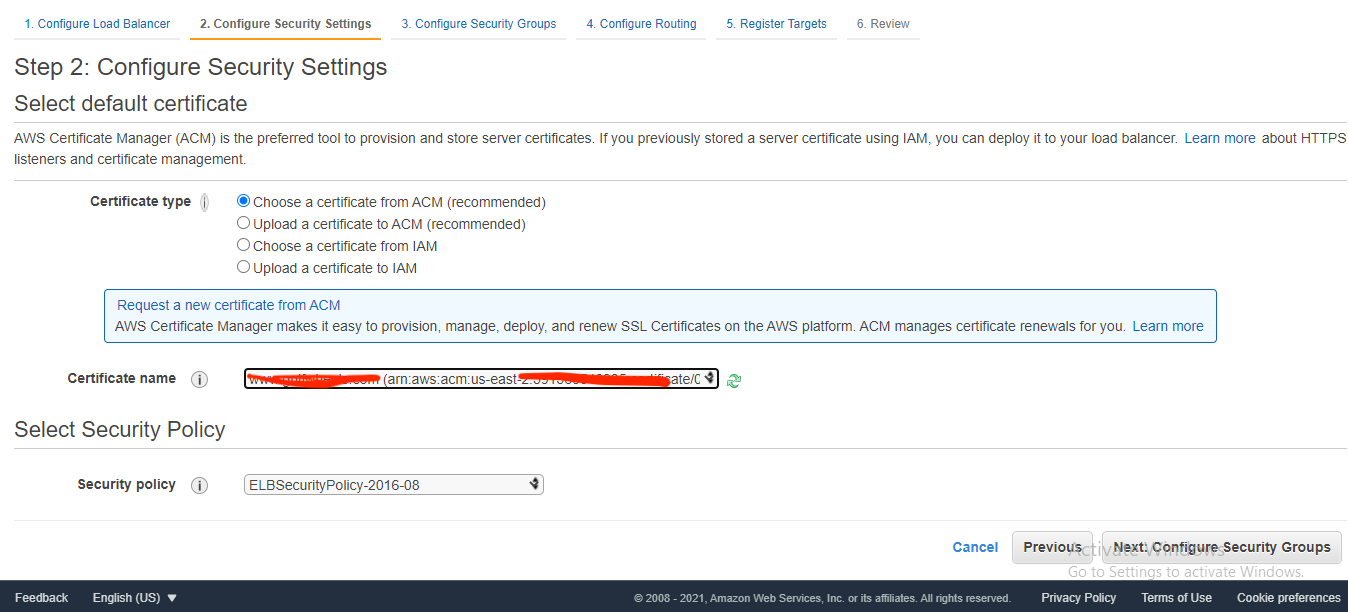 1. Configure Load Balancer 2. Configure Security Settings 3. Configure Security Groups 4. Configure Routing 5. Register Targets 6. Review
Step 2: Configure Security Settings
Select default certificate
AWS Certificate Manager (ACM) is the preferred tool to provision and store server certificates. If you previously stored a server certificate using IAM, you can deploy it to your load balancer. Learn more about HTTPS
listeners and certificate management.
Certificate type i Choose a certificate from ACM (recommended)
Upload a certificate to ACM (recommended)
Choose a certificate from IAM
Upload a certificate to IAM
Request a new certificate from ACM
AWS Certificate Manager makes it easy to provision, manage, deploy, and renew SSL Certificates on the AWS platform. ACM manages certificate renewals for you. Learn more
Certificate name i (arn:aws:acm:us-east-
Select Security Policy
Security policy i ELBSecurityPolicy-2016-08
Cancel Previous Next: Configure Security Groups
Activate Windows
Go to Settings to activate Windows.
Feedback English (US) © 2008 - 2021, Amazon Web Services, Inc. or its affiliates. All rights reserved. Privacy Policy Terms of Use Cookie preferences